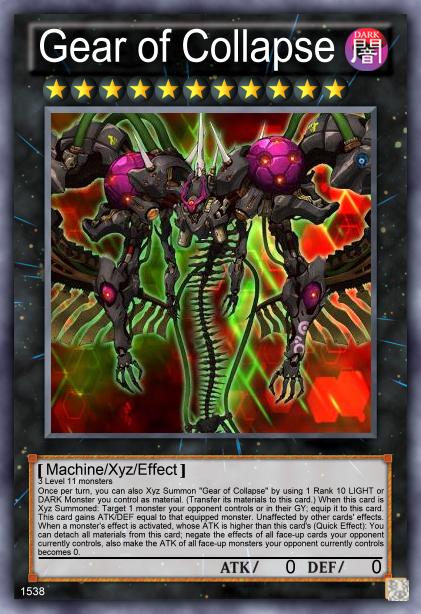 Gear of Collapse
DARK
闇
[ Machine/Xyz/Effect ]
3 Level 11 monsters
Once per turn, you can also Xyz Summon "Gear of Collapse" by using 1 Rank 10 LIGHT or
DARK Monster you control as material. (Transfer its materials to this card.) When this card is
Xyz Summoned: Target 1 monster your opponent controls or in their GY; equip it to this card.
This card gains ATK/DEF equal to that equipped monster. Unaffected by other cards' effects.
When a monster's effect is activated, whose ATK is higher than this card's (Quick Effect): You
can detach all materials from this card; negate the effects of all face-up cards your opponent
currently controls, also make the ATK of all face-up monsters your opponent currently controls
becomes 0.
ATK/ 0 DEF/ 0
1538